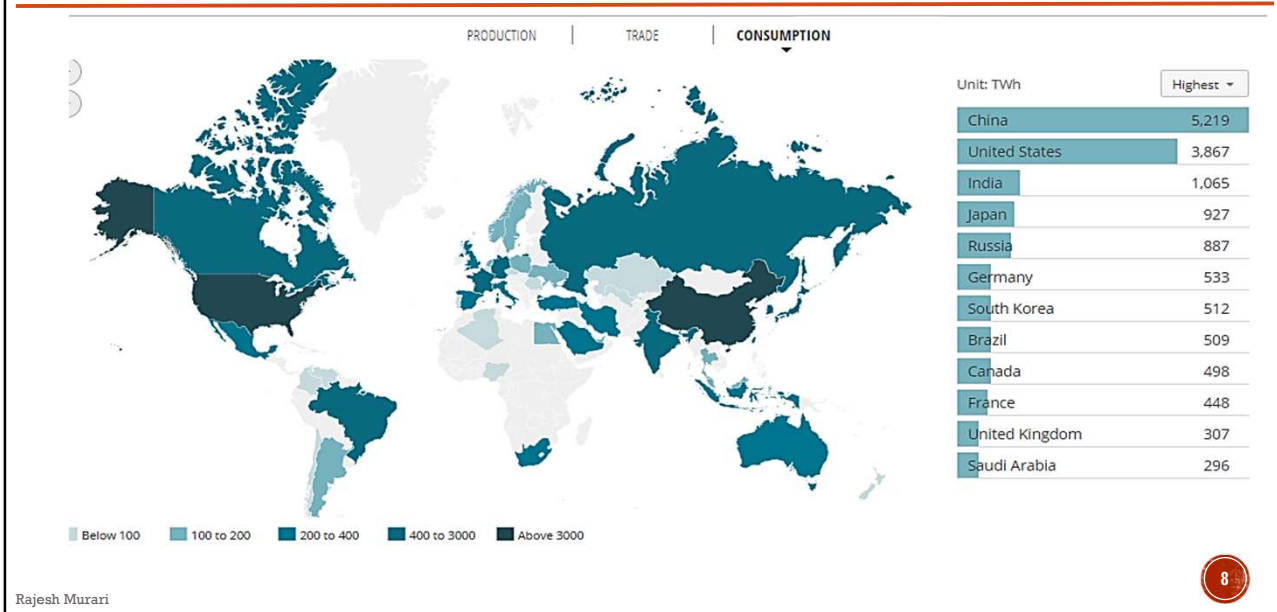 PRODUCTION | TRADE | CONSUMPTION
Unit: TWh Highest
China 5,219
United States 3,867
India 1,065
Japan 927
Russia 887
Germany 533
South Korea 512
Brazil 509
Canada 498
France 448
United Kingdom 307
Saudi Arabia 296
Below 100 100 to 200 200 to 400 400 to 3000 Above 3000
8
Rajesh Murari